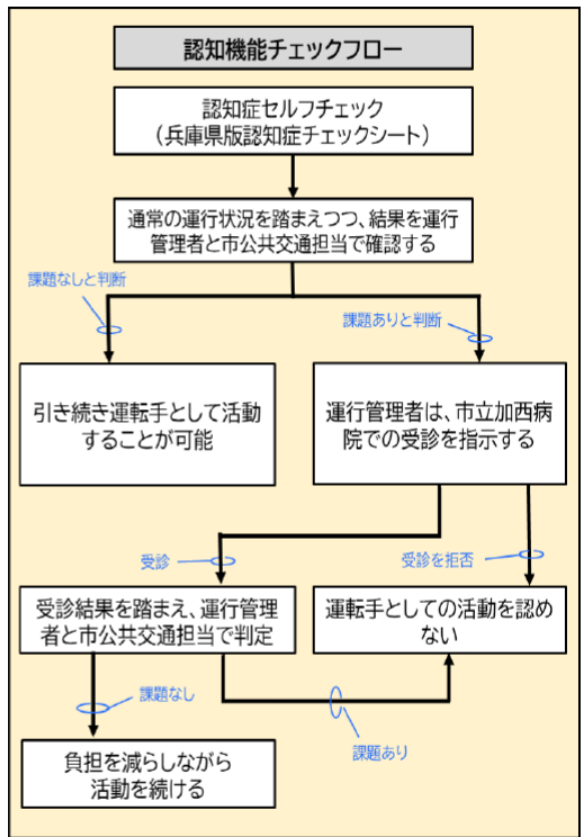 認知機能チェックフロー
認知症セルフチェック
（兵庫県版認知症チェックシート）
通常の運行状況を踏まえつつ、結果を運行
管理者と市公共交通担当で確認する
課題なしと判断
課題ありと判断
引き続き運転手として活動
することが可能
運行管理者は、市立加西病
院での受診を指示する
受診
受診を拒否
受診結果を踏まえ、運行管理
者と市公共交通担当で判定
運転手としての活動を認め
ない
課題なし
課題あり
負担を減らしながら
活動を続ける